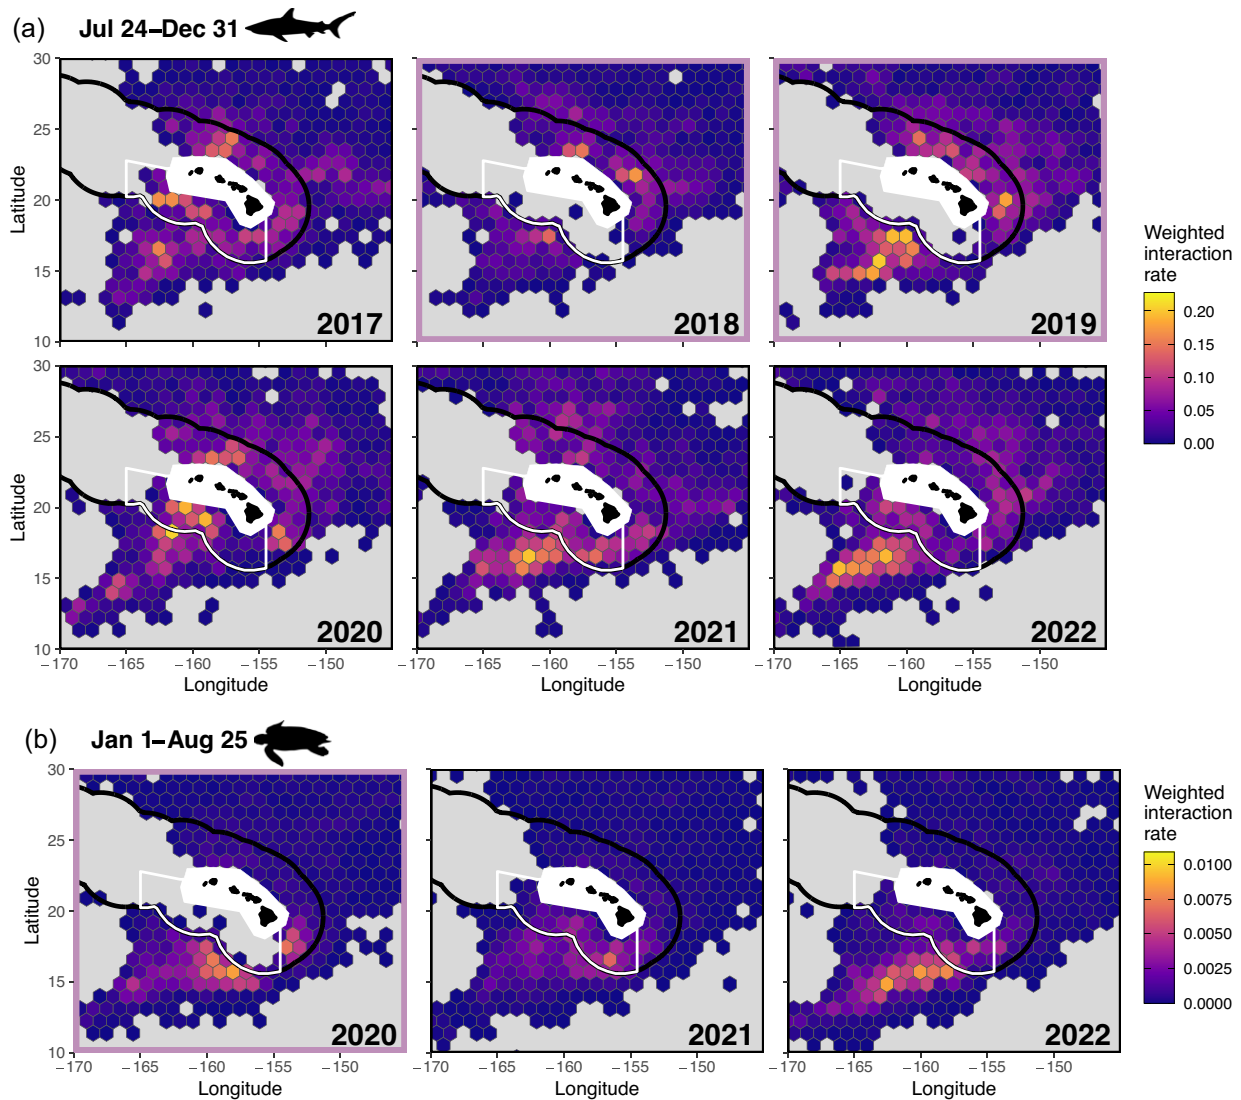 (a) Jul 24–Dec 31
30
25
20
15
10
Latitude
2017
2018
2019
Weighted
interaction
rate
0.20
0.15
0.10
0.05
0.00
30
25
20
15
10
Latitude
2020
2021
2022
−170 −165 −160 −155 −150
−170 −165 −160 −155 −150
−170 −165 −160 −155 −150
Longitude
Longitude
Longitude
(b) Jan 1–Aug 25
30
25
20
15
10
Latitude
2020
2021
2022
Weighted
interaction
rate
0.0100
0.0075
0.0050
0.0025
0.0000
−170 −165 −160 −155 −150
−170 −165 −160 −155 −150
−170 −165 −160 −155 −150
Longitude
Longitude
Longitude